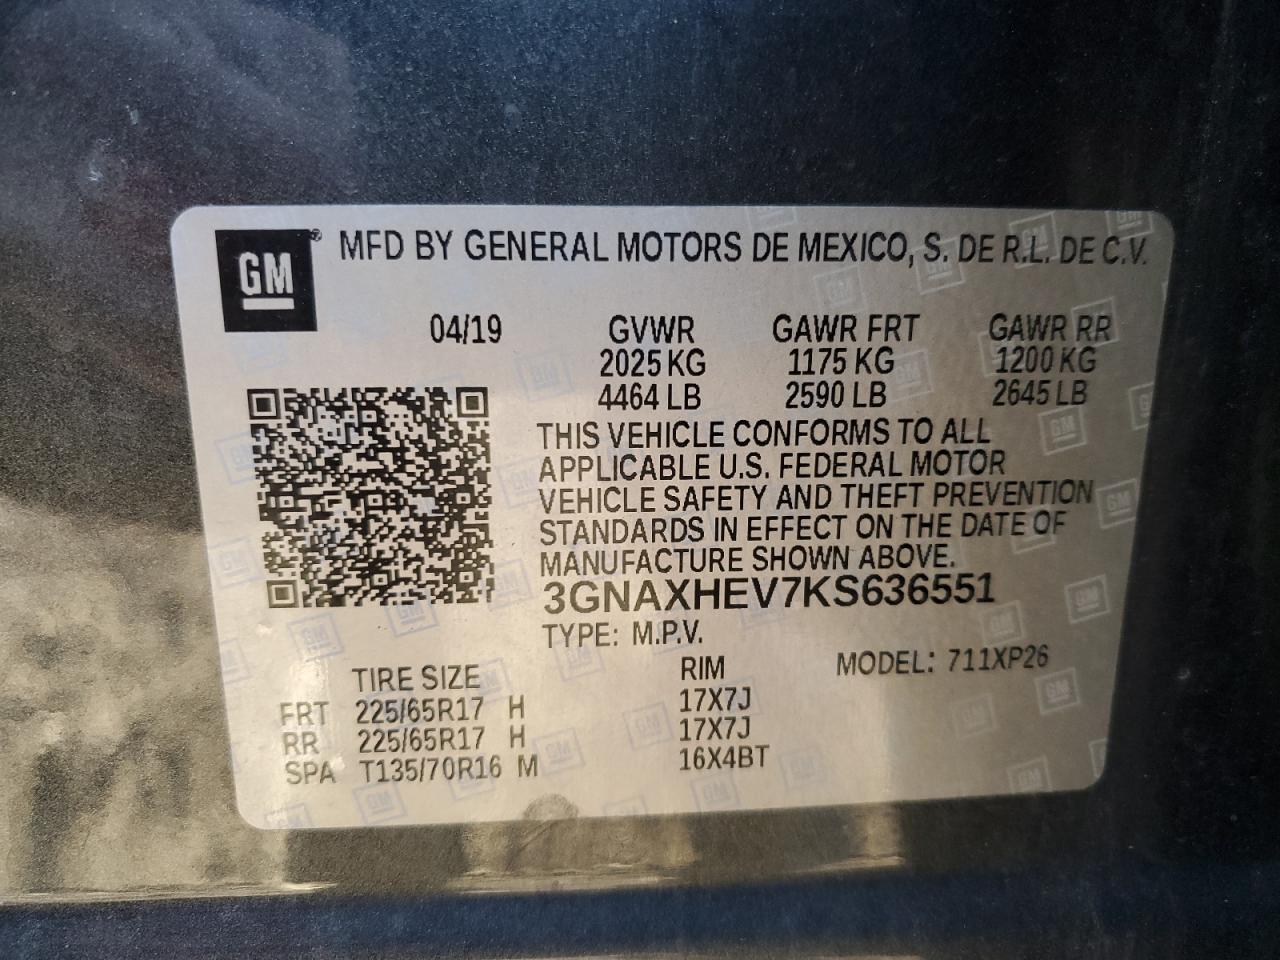 GM
® MFD BY GENERAL MOTORS DE MEXICO, S. DE R.L. DE C.V.
04/19 GVWR GAWR FRT GAWR RR
2025 KG 1175 KG 1200 KG
4464 LB 2590 LB 2645 LB
THIS VEHICLE CONFORMS TO ALL
APPLICABLE U.S. FEDERAL MOTOR
VEHICLE SAFETY AND THEFT PREVENTION
STANDARDS IN EFFECT ON THE DATE OF
MANUFACTURE SHOWN ABOVE.
3GNAXHEV7KS636551
TYPE: M.P.V.
TIRE SIZE RIM MODEL: 711XP26
FRT 225/65R17 H 17X7J
RR 225/65R17 H 17X7J
SPA T135/70R16 M 16X4BT